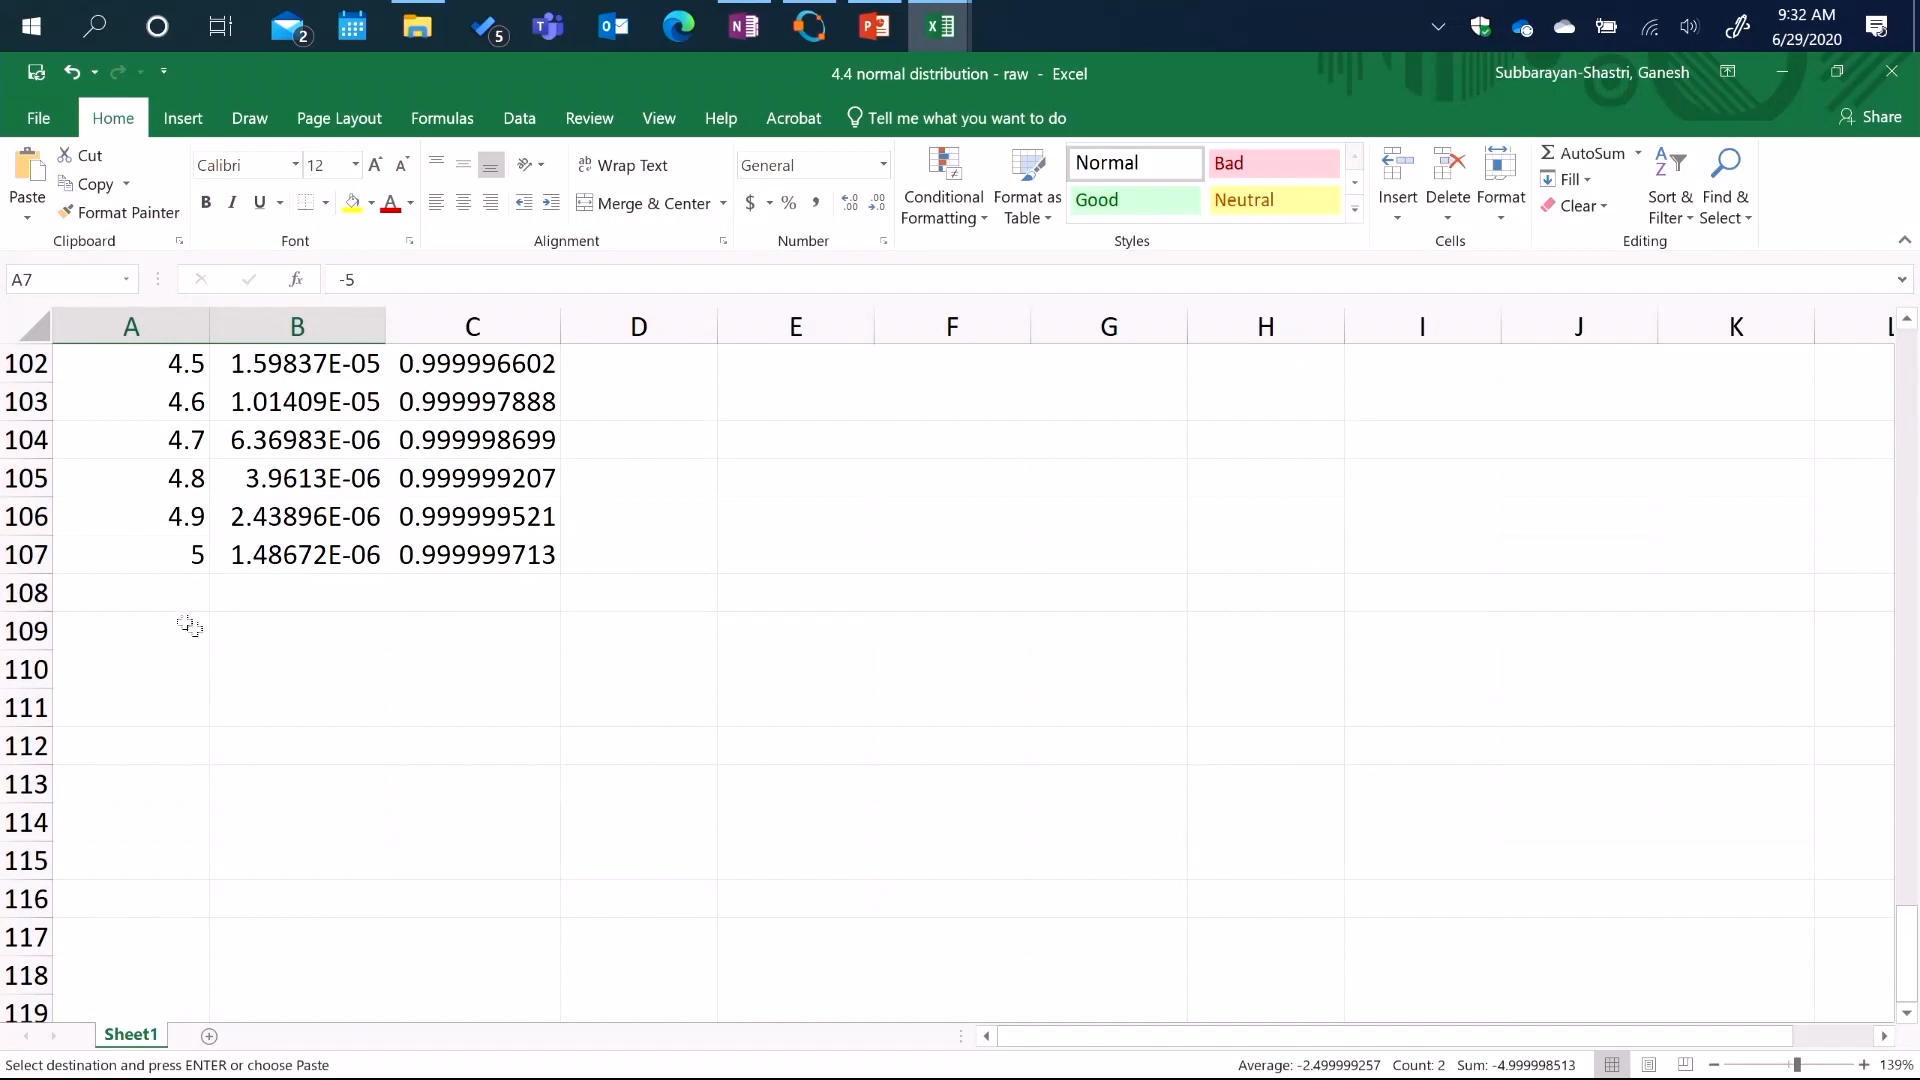 2
5
9:32 AM
6/29/2020
4.4 normal distribution - raw - Excel
Subbarayan-Shastri, Ganesh
File Home Insert Draw Page Layout Formulas Data Review View Help Acrobat Tell me what you want to do Share
Paste
Cut
Copy
Format Painter
Clipboard
Calibri 12 A A
B I U A
Font
ab Wrap Text
Merge & Center
Alignment
General
$ % ,
Number
Conditional
Formatting
Format as
Table
Normal Bad
Good Neutral
Styles
Insert Delete Format
Cells
AutoSum
Fill
Clear
Sort &
Filter
Find &
Select
Editing
A7 fx -5
A B C D E F G H I J K L
102 4.5 1.59837E-05 0.999996602
103 4.6 1.01409E-05 0.999997888
104 4.7 6.36983E-06 0.999998699
105 4.8 3.9613E-06 0.999999207
106 4.9 2.43896E-06 0.999999521
107 5 1.48672E-06 0.999999713
108
109
110
111
112
113
114
115
116
117
118
119
Sheet1
Select destination and press ENTER or choose Paste Average: -2.499999257 Count: 2 Sum: -4.999998513 139%